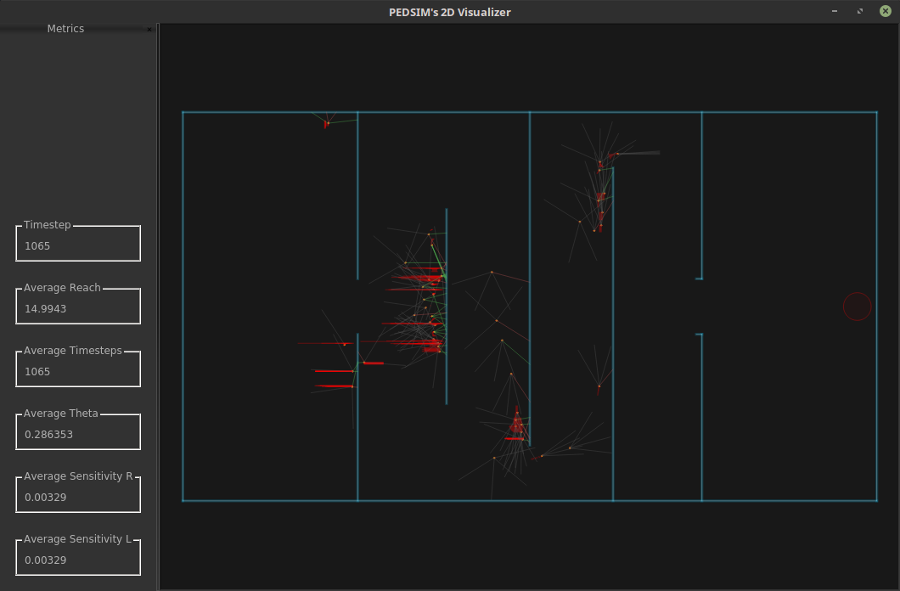 PEDSIM's 2D Visualizer
Metrics
Timestep
1065
Average Reach
14.9943
Average Timesteps
1065
Average Theta
0.286353
Average Sensitivity R
0.00329
Average Sensitivity L
0.00329